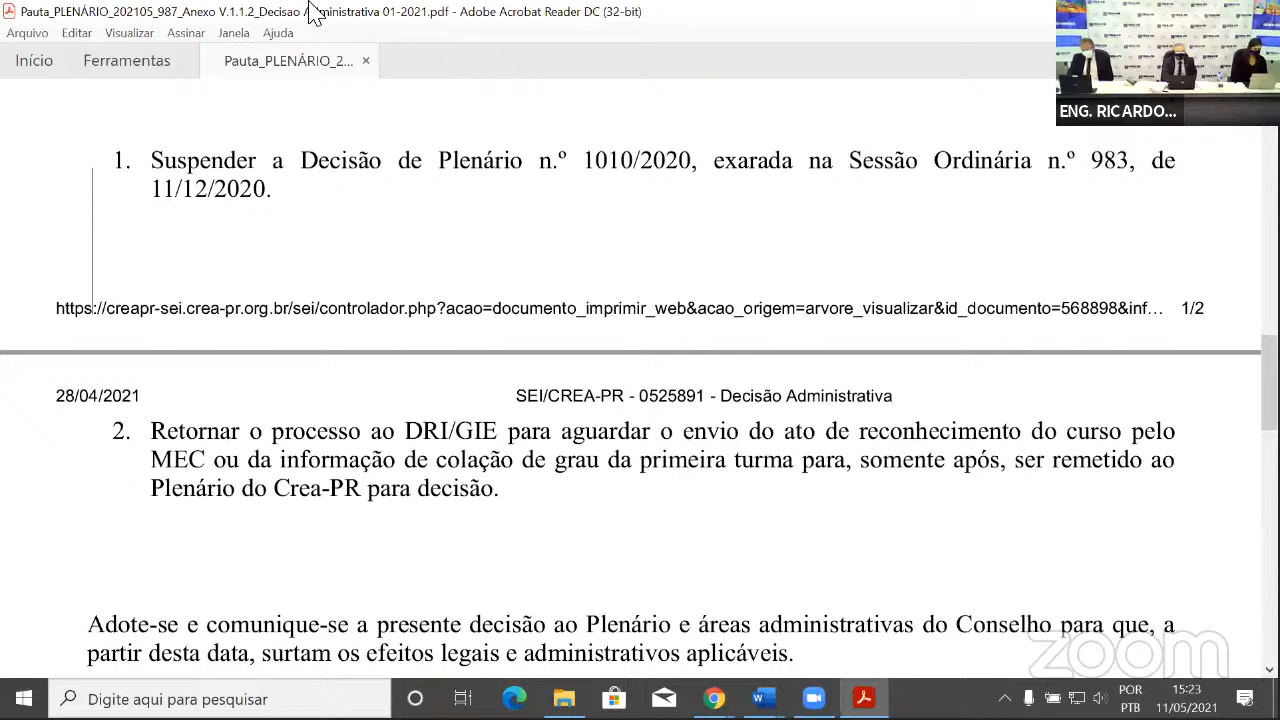 Pauta_PLENÁRIO_202105_987_Anexo V.1.1.2_Decisao Administrativa 01-2021.pdf - Adobe Acrobat Reader DC (32-bit)
Arquivo Editar Visualizar Assinar Janela Ajuda
Início Ferramentas Pauta_PLENÁRIO_2... ×
ENG. RICARDO...
1. Suspender a Decisão de Plenário n.º 1010/2020, exarada na Sessão Ordinária n.º 983, de
11/12/2020.
https://creapr-sei.crea-pr.org.br/sei/controlador.php?acao=documento_imprimir_web&acao_origem=arvore_visualizar&id_documento=568898&inf... 1/2
28/04/2021 SEI/CREA-PR - 0525891 - Decisão Administrativa
2. Retornar o processo ao DRI/GIE para aguardar o envio do ato de reconhecimento do curso pelo
MEC ou da informação de colação de grau da primeira turma para, somente após, ser remetido ao
Plenário do Crea-PR para decisão.
Adote-se e comunique-se a presente decisão ao Plenário e áreas administrativas do Conselho para que, a
partir desta data, surtam os efeitos legais e administrativos aplicáveis.
zoom
Digite aqui para pesquisar
POR
PTB
15:23
11/05/2021